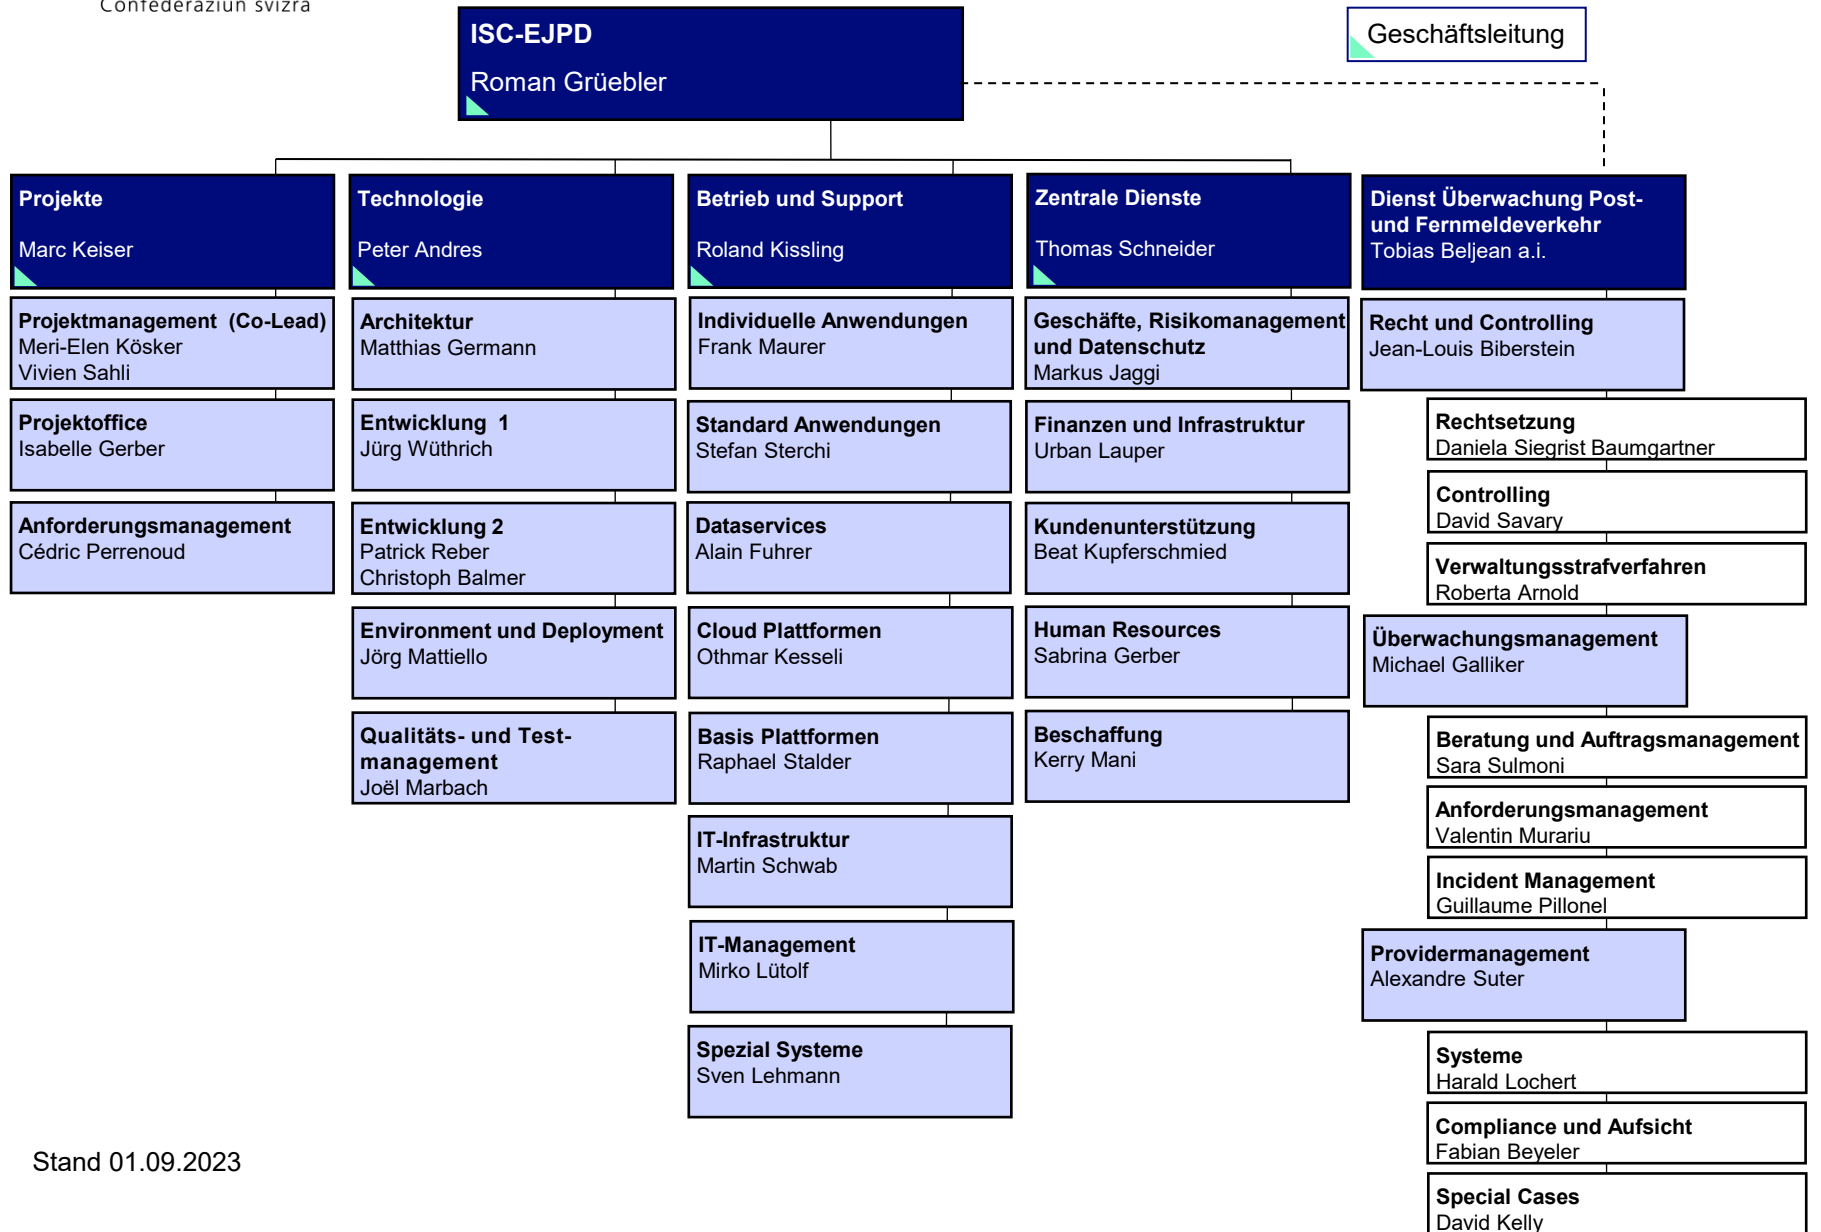 Confederaziun svizra
ISC-EJPD
Roman Grüebler
Geschäftsleitung
Projekte
Marc Keiser
Projektmanagement (Co-Lead)
Meri-Elen Kösker
Vivien Sahli
Projektoffice
Isabelle Gerber
Anforderungsmanagement
Cédric Perrenoud
Technologie
Peter Andres
Architektur
Matthias Germann
Entwicklung 1
Jürg Wüthrich
Entwicklung 2
Patrick Reber
Christoph Balmer
Environment und Deployment
Jörg Mattiello
Qualitäts- und Test-
management
Joël Marbach
Betrieb und Support
Roland Kissling
Individuelle Anwendungen
Frank Maurer
Standard Anwendungen
Stefan Sterchi
Dataservices
Alain Fuhrer
Cloud Plattformen
Othmar Kesseli
Basis Plattformen
Raphael Stalder
IT-Infrastruktur
Martin Schwab
IT-Management
Mirko Lütolf
Spezial Systeme
Sven Lehmann
Zentrale Dienste
Thomas Schneider
Geschäfte, Risikomanagement
und Datenschutz
Markus Jaggi
Finanzen und Infrastruktur
Urban Lauper
Kundenunterstützung
Beat Kupferschmied
Human Resources
Sabrina Gerber
Beschaffung
Kerry Mani
Dienst Überwachung Post-
und Fernmeldeverkehr
Tobias Beljean a.i.
Recht und Controlling
Jean-Louis Biberstein
Rechtsetzung
Daniela Siegrist Baumgartner
Controlling
David Savary
Verwaltungsstrafverfahren
Roberta Arnold
Überwachungsmanagement
Michael Galliker
Beratung und Auftragsmanagement
Sara Sulmoni
Anforderungsmanagement
Valentin Murariu
Incident Management
Guillaume Pillonel
Providermanagement
Alexandre Suter
Systeme
Harald Lochert
Compliance und Aufsicht
Fabian Beyeler
Special Cases
David Kelly
Stand 01.09.2023